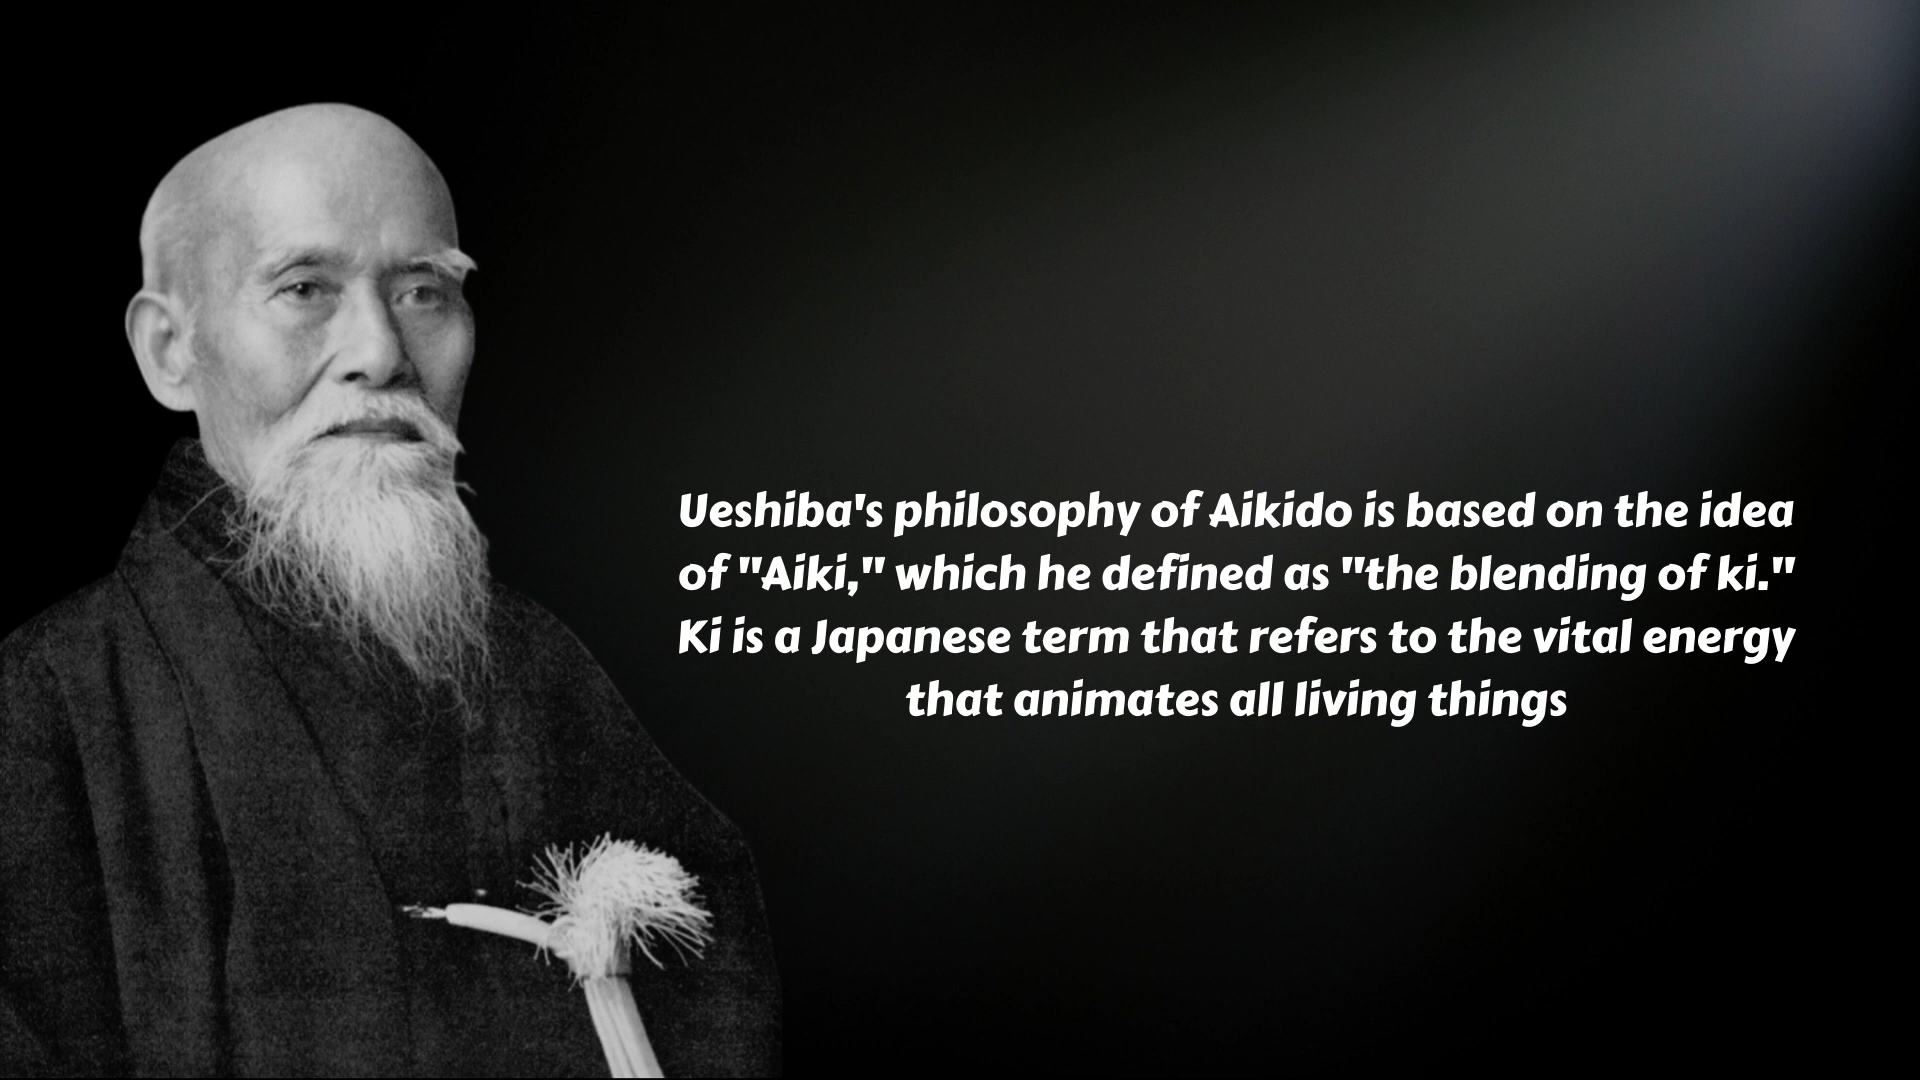 Ueshiba's philosophy of Aikido is based on the idea
of "Aiki," which he defined as "the blending of ki."
Ki is a Japanese term that refers to the vital energy
that animates all living things